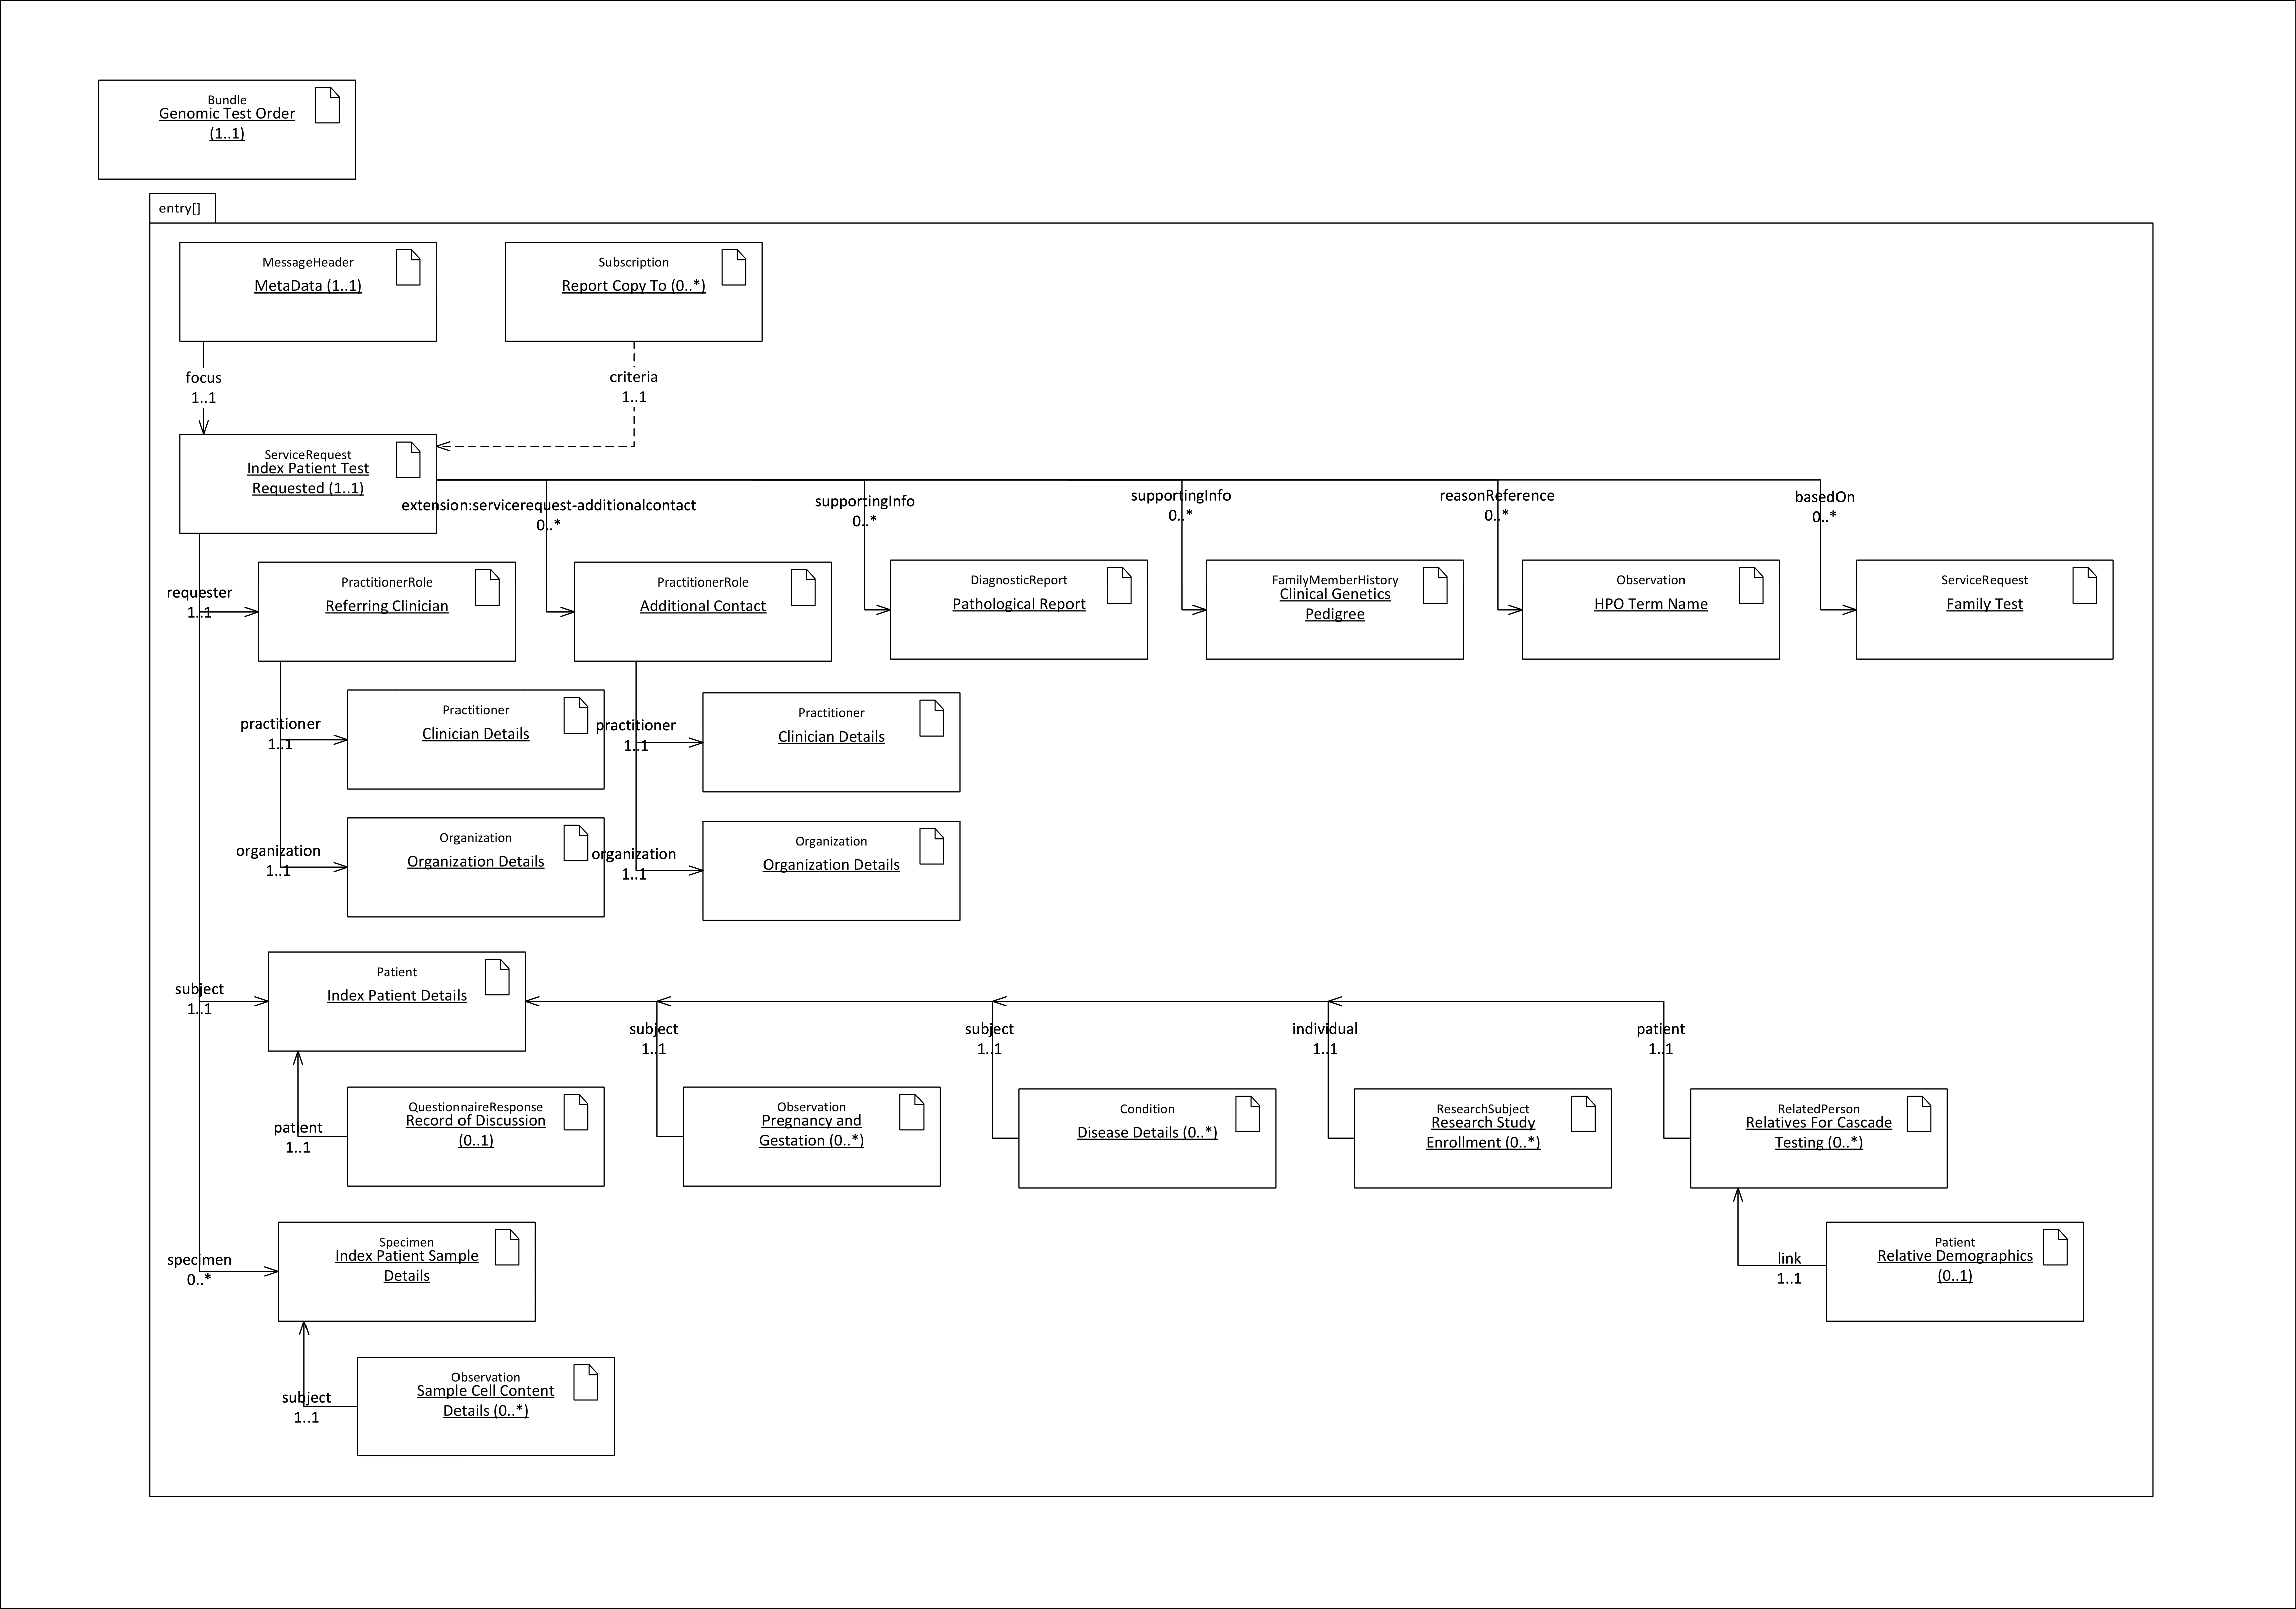 Bundle
Genomic Test Order
(1..1)
entry[]
MessageHeader
MetaData (1..1)
Subscription
Report Copy To (0..*)
focus
1..1
criteria
1..1
ServiceRequest
Index Patient Test
Requested (1..1)
extension:servicerequest-additionalcontact
0..*
supportingInfo
0..*
supportingInfo
0..*
reasonReference
0..*
basedOn
0..*
requester
1..1
PractitionerRole
Referring Clinician
PractitionerRole
Additional Contact
DiagnosticReport
Pathological Report
FamilyMemberHistory
Clinical Genetics
Pedigree
Observation
HPO Term Name
ServiceRequest
Family Test
practitioner
1..1
Practitioner
Clinician Details
practitioner
1..1
Practitioner
Clinician Details
organization
1..1
Organization
Organization Details
organization
1..1
Organization
Organization Details
subject
1..1
Patient
Index Patient Details
subject
1..1
subject
1..1
individual
1..1
patient
1..1
patient
1..1
QuestionnaireResponse
Record of Discussion
(0..1)
Observation
Pregnancy and
Gestation (0..*)
Condition
Disease Details (0..*)
ResearchSubject
Research Study
Enrollment (0..*)
RelatedPerson
Relatives For Cascade
Testing (0..*)
specimen
0..*
Specimen
Index Patient Sample
Details
link
1..1
Patient
Relative Demographics
(0..1)
subject
1..1
Observation
Sample Cell Content
Details (0..*)